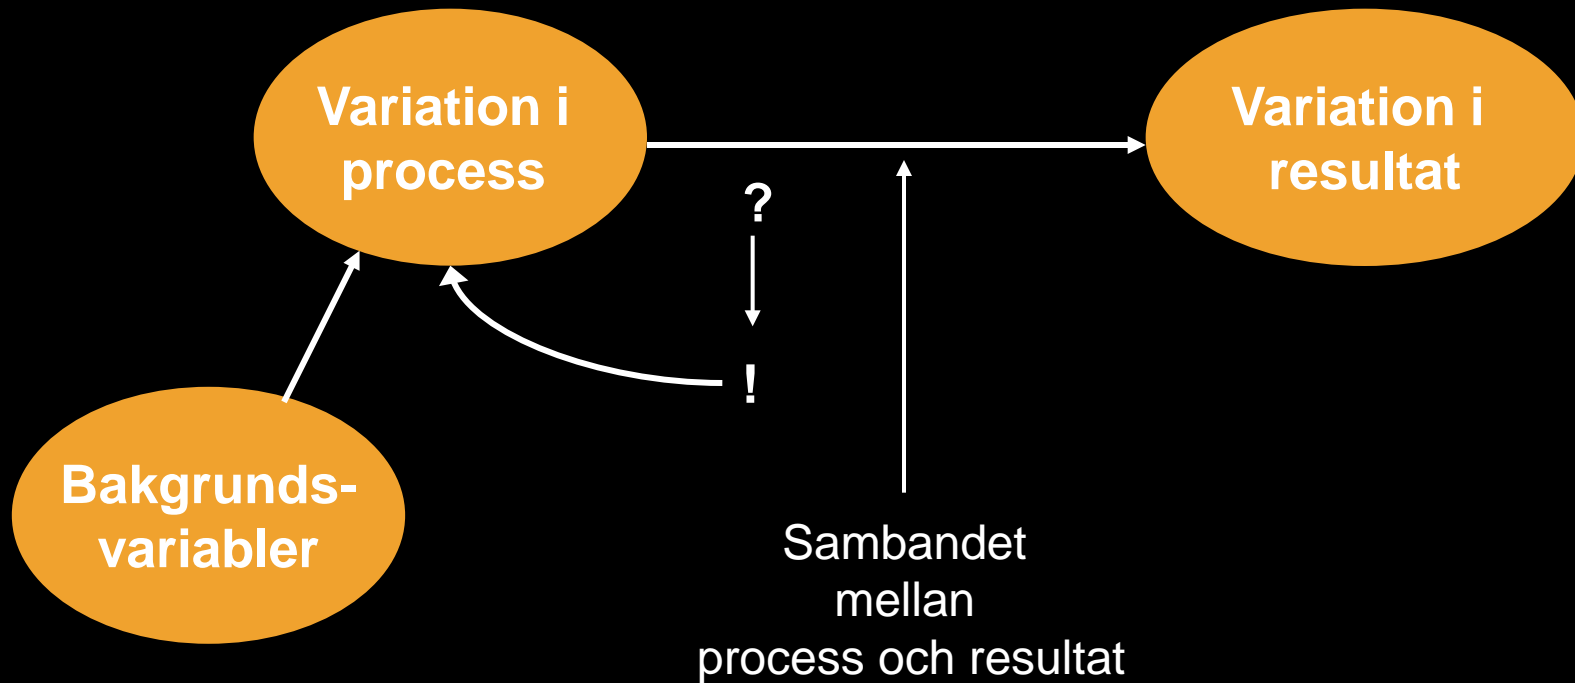 Variation i
process
Variation i
resultat
?
!
Bakgrunds-
variabler
Sambandet
mellan
process och resultat